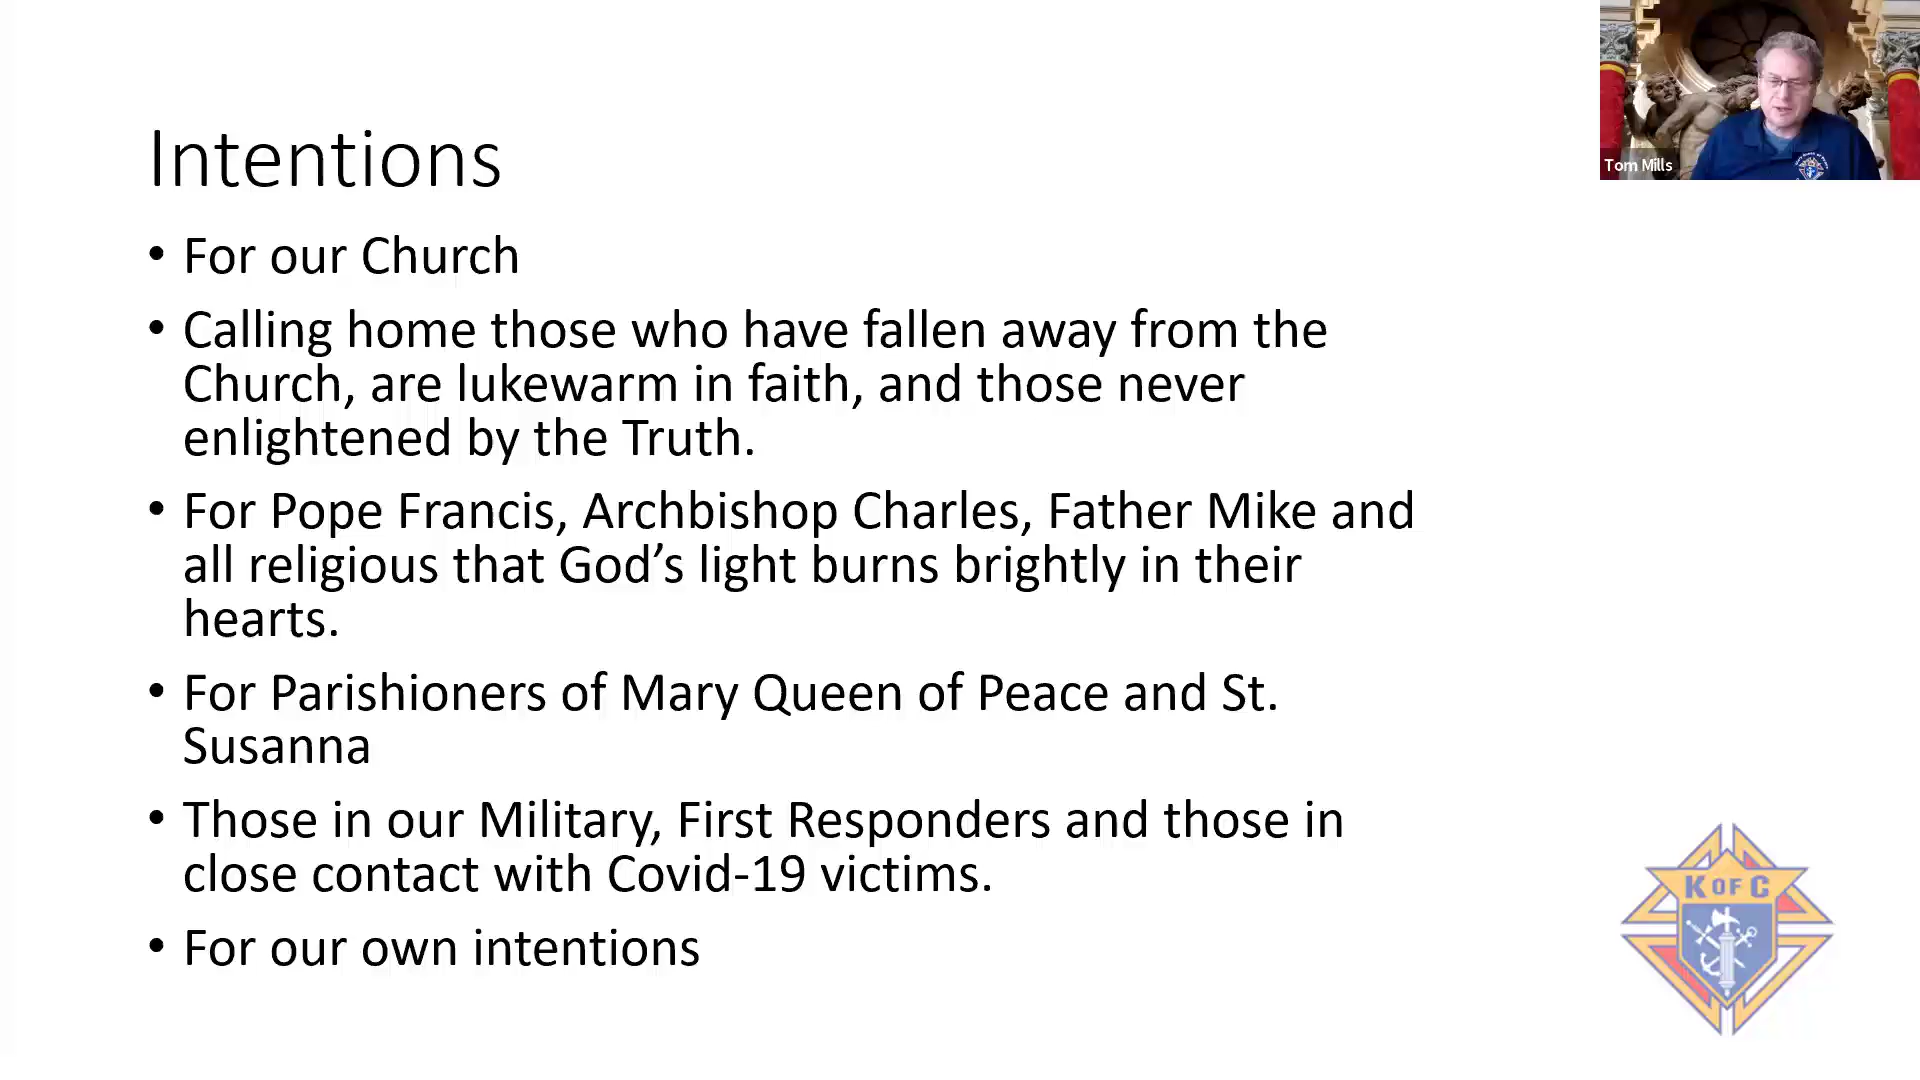 Intentions
• For our Church
• Calling home those who have fallen away from the
Church, are lukewarm in faith, and those never
enlightened by the Truth.
• For Pope Francis, Archbishop Charles, Father Mike and
all religious that God’s light burns brightly in their
hearts.
• For Parishioners of Mary Queen of Peace and St.
Susanna
• Those in our Military, First Responders and those in
close contact with Covid-19 victims.
• For our own intentions
Tom Mills
K OF C